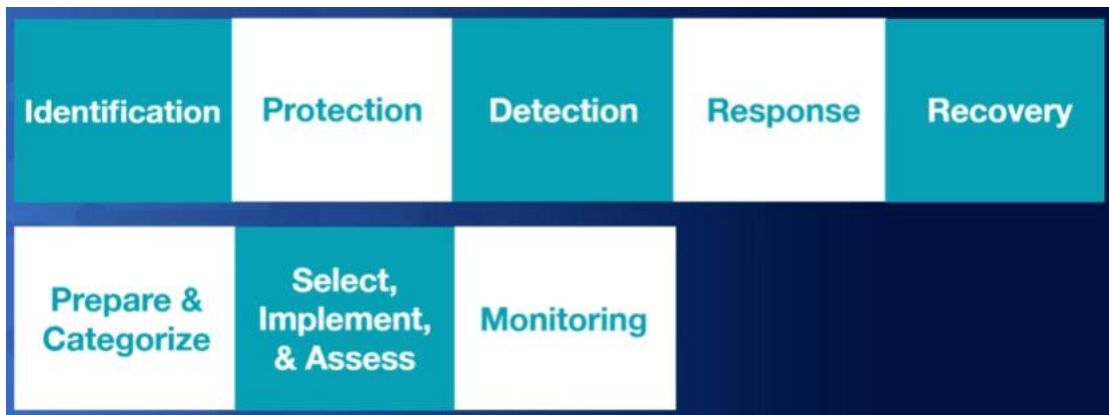 Identification
Protection
Detection
Response
Recovery
Prepare &
Categorize
Select,
Implement,
& Assess
Monitoring